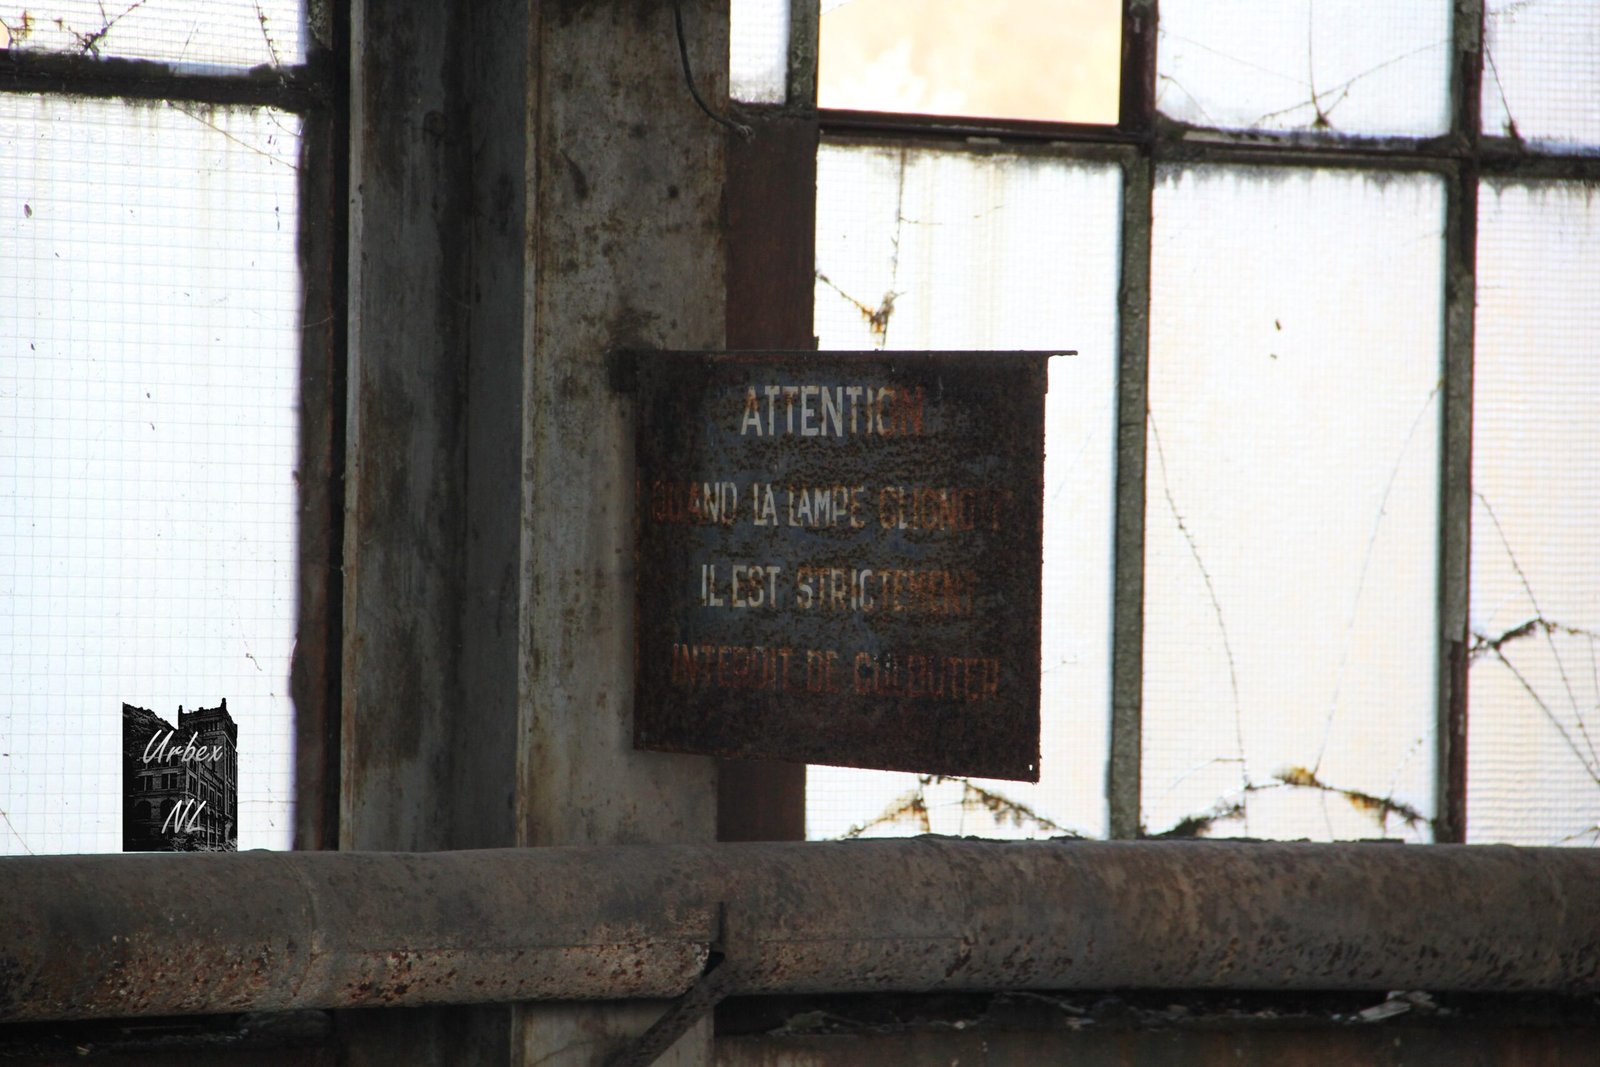 ATTENTION
QUAND LA LAMPE CLIGNOTE
IL EST STRICTEMENT
INTERDIT DE CULBUTER
Urbex
NL